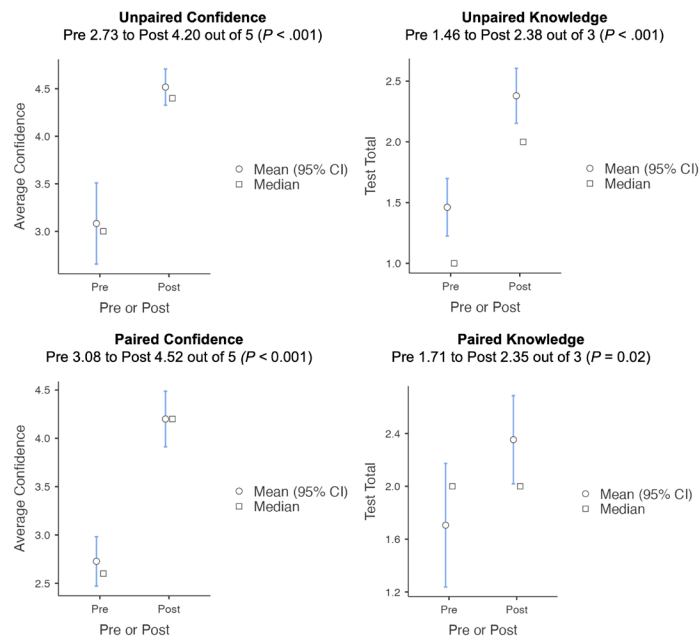 Unpaired Confidence
Pre 2.73 to Post 4.20 out of 5 (P < .001)
4.5
4.0
3.5
3.0
Average Confidence
Pre
Post
Pre or Post
Mean (95% CI)
Median
Unpaired Knowledge
Pre 1.46 to Post 2.38 out of 3 (P < .001)
2.5
2.0
1.5
1.0
Test Total
Pre
Post
Pre or Post
Mean (95% CI)
Median
Paired Confidence
Pre 3.08 to Post 4.52 out of 5 (P < 0.001)
4.5
4.0
3.5
3.0
2.5
Average Confidence
Pre
Post
Pre or Post
Mean (95% CI)
Median
Paired Knowledge
Pre 1.71 to Post 2.35 out of 3 (P = 0.02)
2.4
2.0
1.6
1.2
Test Total
Pre
Post
Pre or Post
Mean (95% CI)
Median